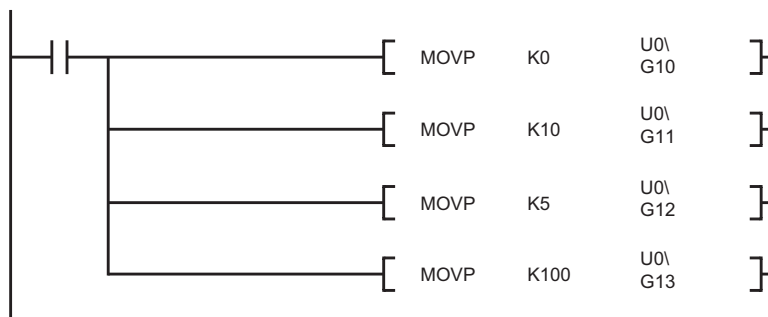 MOVP K0 U0\
G10
MOVP K10 U0\
G11
MOVP K5 U0\
G12
MOVP K100 U0\
G13